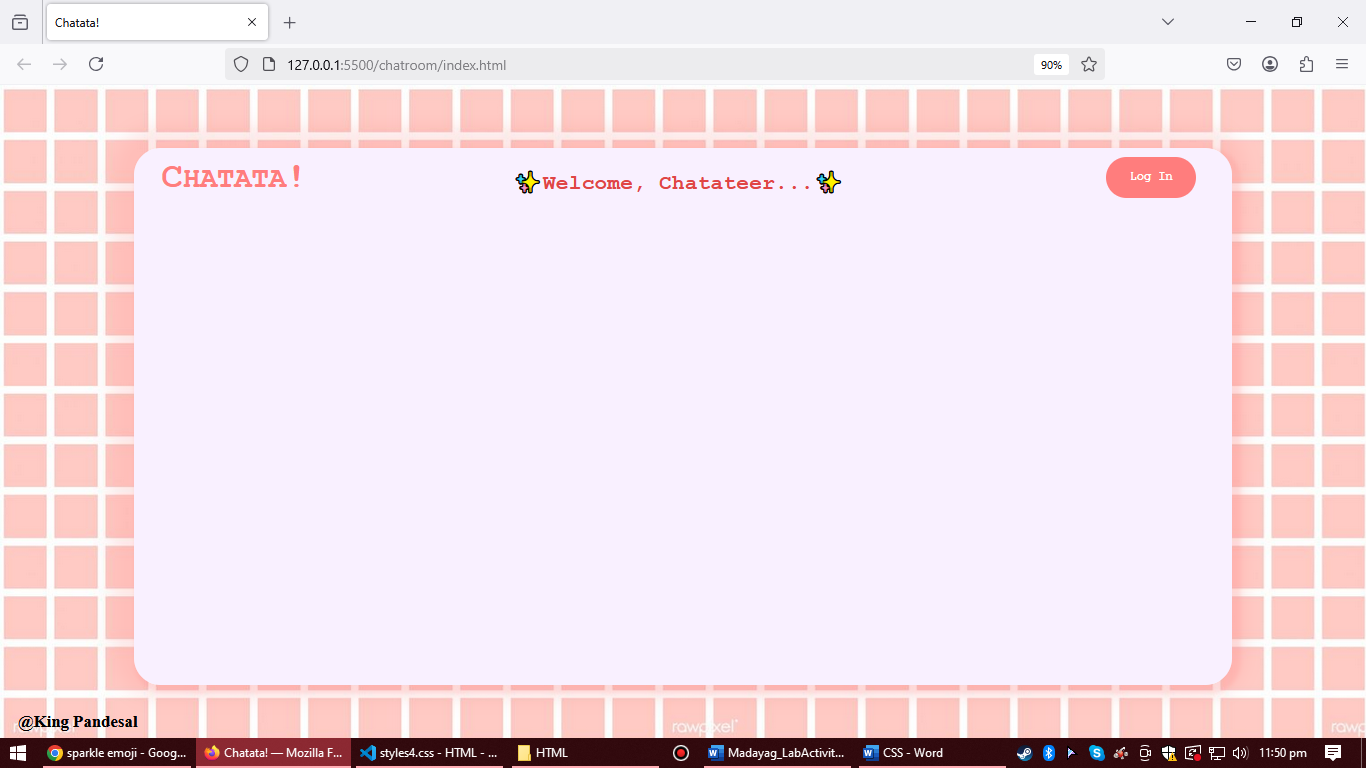 Chatata!
127.0.0.1:5500/chatroom/index.html
90%
Chatata!
✨Welcome, Chatateer...✨
Log In
@King Pandesal
rawpixel
sparkle emoji - Goog...
Chatata! — Mozilla F...
styles4.css - HTML - ...
HTML
Madayag_LabActivit...
CSS - Word
11:50 pm